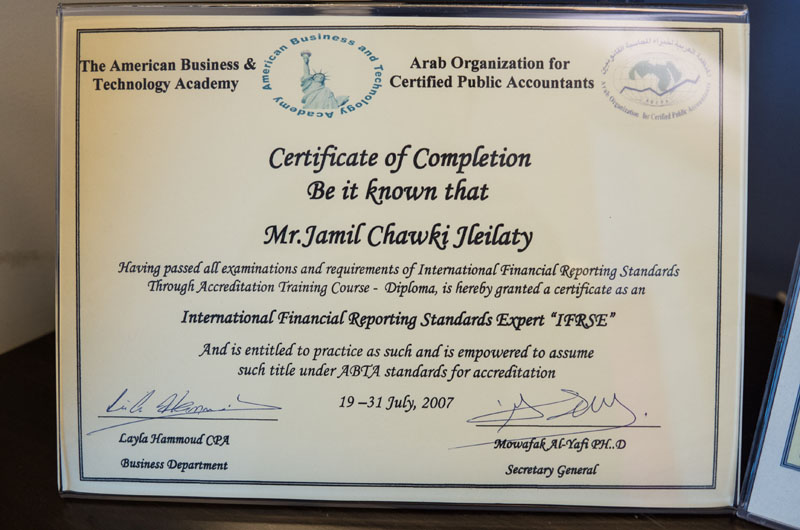 The American Business &
Technology Academy
American Business and Technology Academy
Arab Organization for
Certified Public Accountants
Arab Organization for Certified Public Accountants
Certificate of Completion
Be it known that
Mr.Jamil Chawki Jleilaty
Having passed all examinations and requirements of International Financial Reporting Standards
Through Accreditation Training Course - Diploma, is hereby granted a certificate as an
International Financial Reporting Standards Expert “IFRSE”
And is entitled to practice as such and is empowered to assume
such title under ABTA standards for accreditation
19 –31 July, 2007
Layla Hammoud CPA
Business Department
Mowafak Al-Yafi PH..D
Secretary General